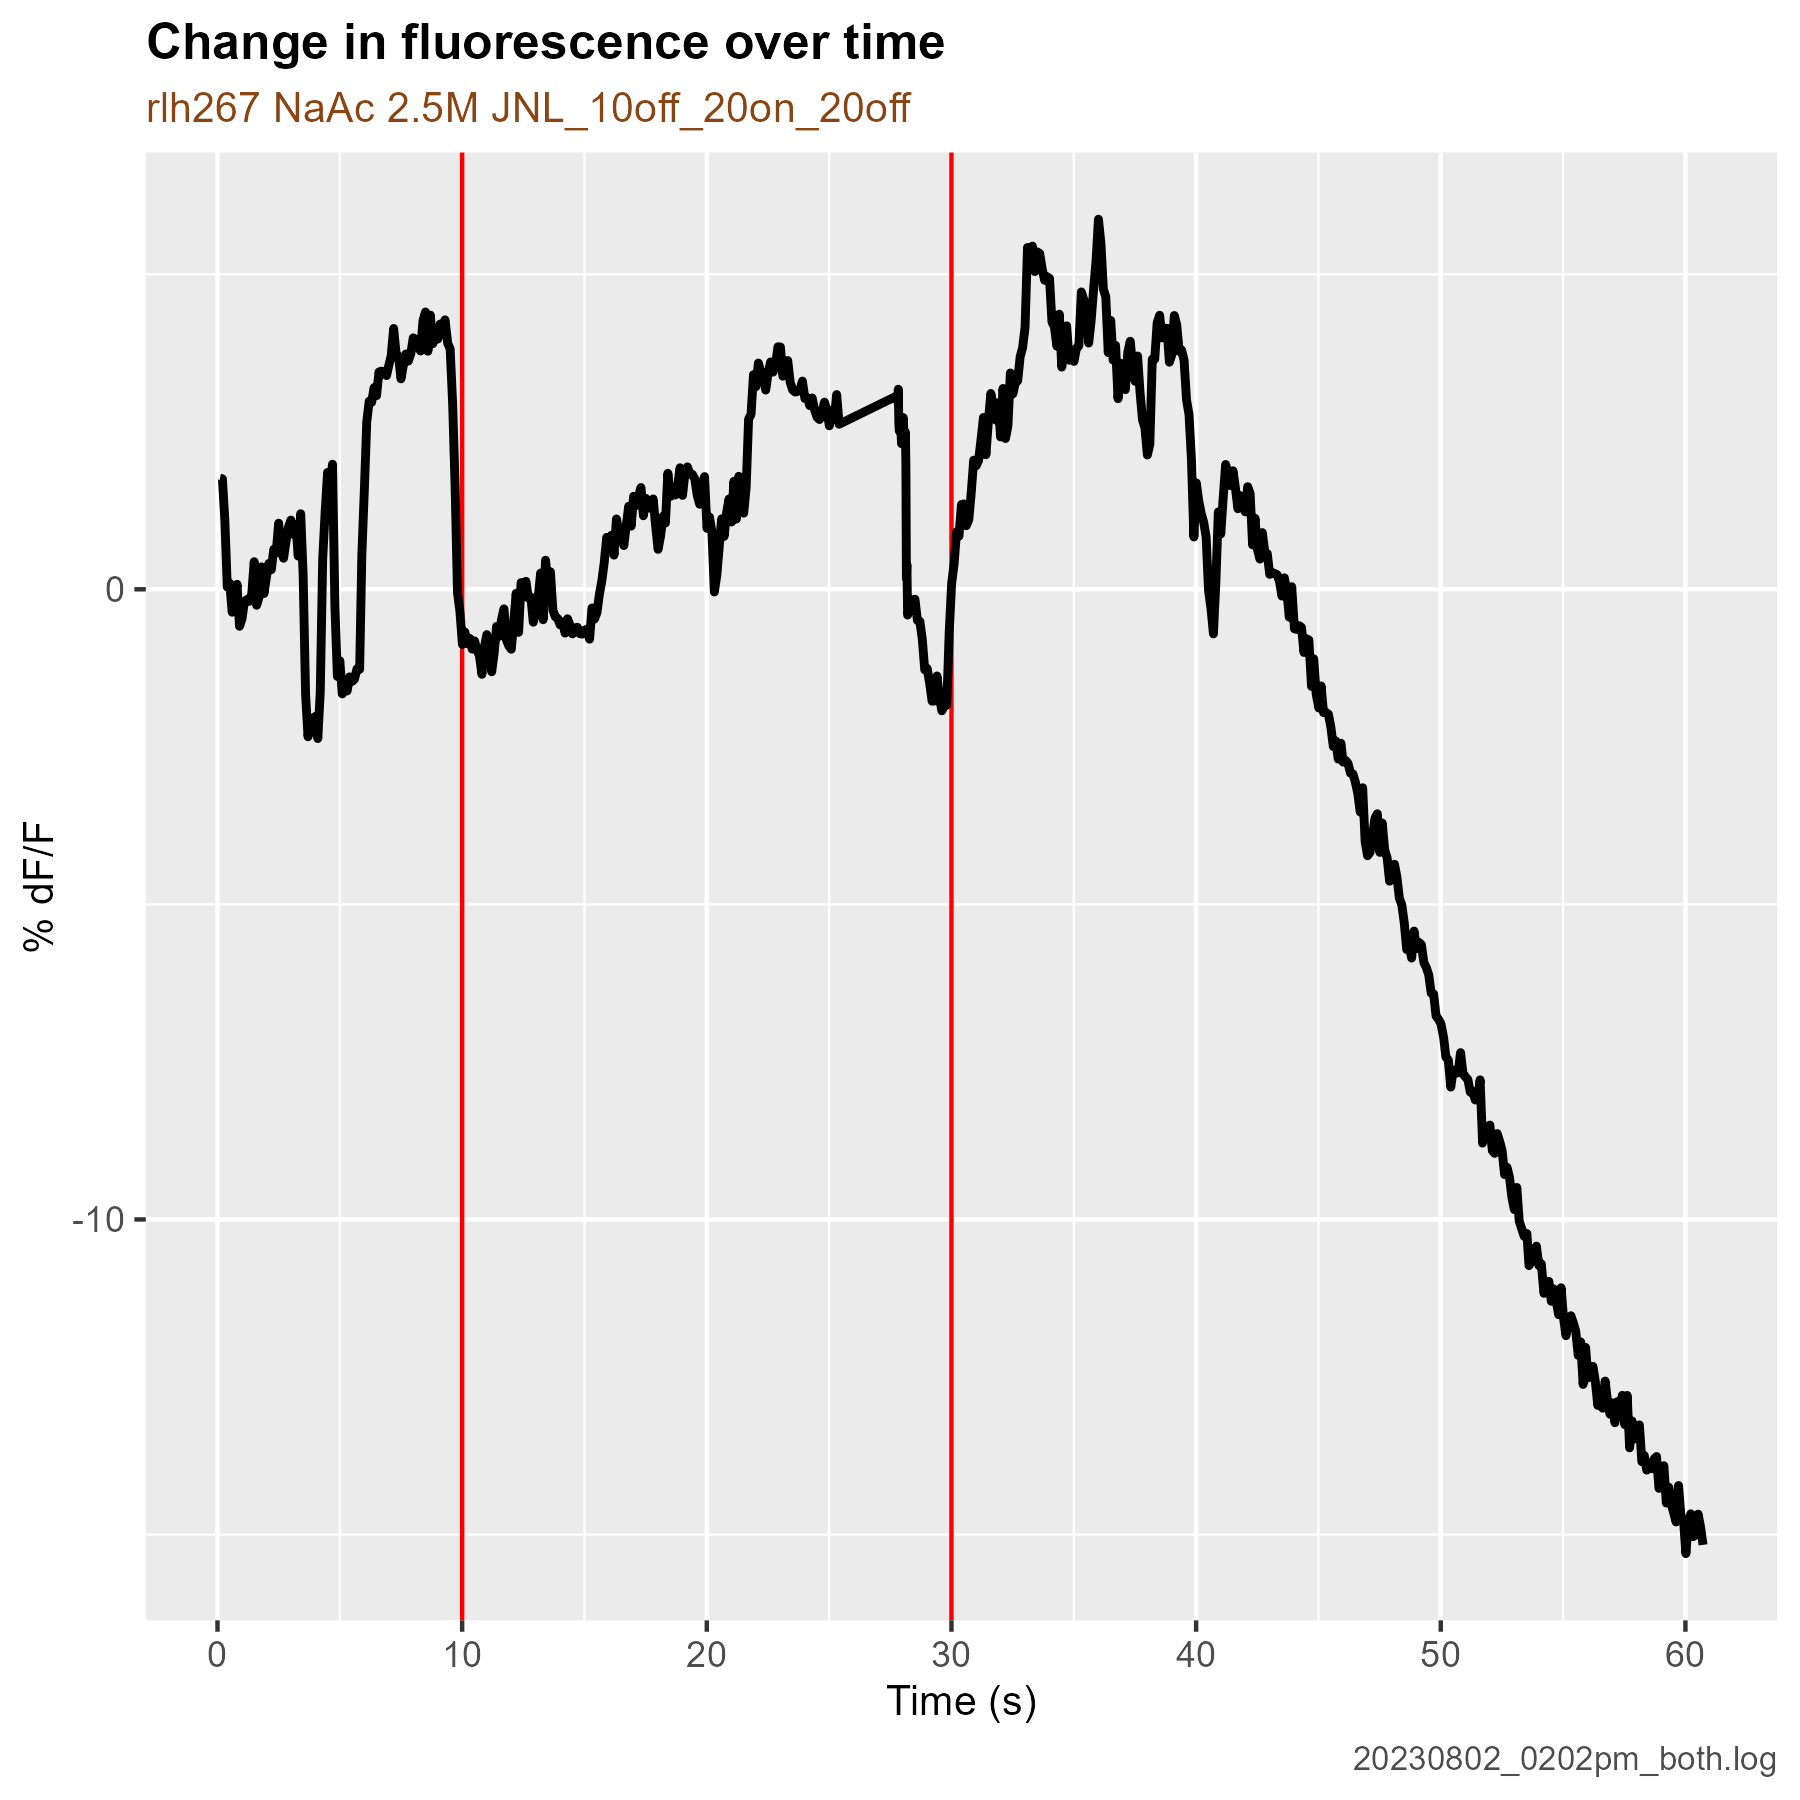 Change in fluorescence over time
rlh267 NaAc 2.5M JNL_10off_20on_20off
% dF/F
0
-10
0 10 20 30 40 50 60
Time (s)
20230802_0202pm_both.log